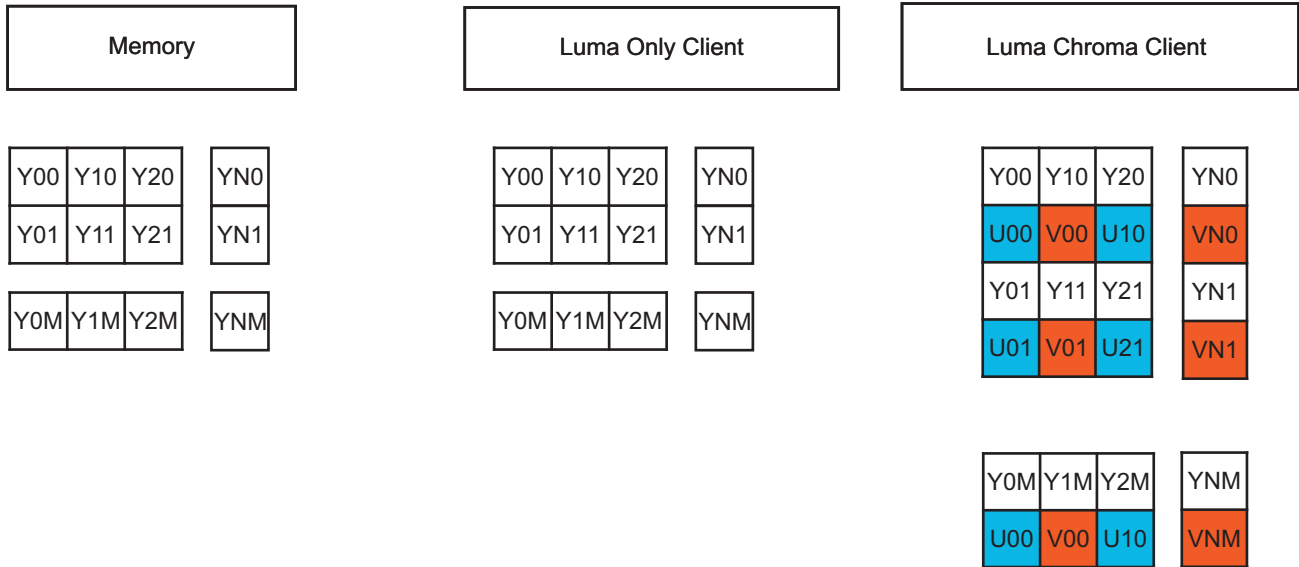 Memory
Luma Only Client
Luma Chroma Client
Y00 Y10 Y20 YN0
Y01 Y11 Y21 YN1
Y0M Y1M Y2M YNM
Y00 Y10 Y20 YN0
Y01 Y11 Y21 YN1
Y0M Y1M Y2M YNM
Y00 Y10 Y20 YN0
U00 V00 U10 VN0
Y01 Y11 Y21 YN1
U01 V01 U21 VN1
Y0M Y1M Y2M YNM
U00 V00 U10 VNM